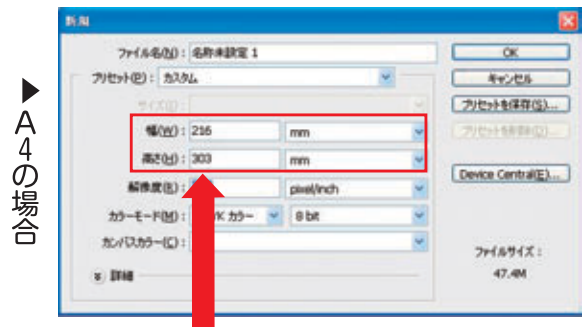 ▶A4の場合
新規
ファイル名(N): 名称未設定 1
プリセット(P): カスタム
サイズ(I):
幅(W): 216 mm
高さ(H): 303 mm
解像度(R): pixel/inch
カラーモード(M): K カラー 8 bit
カンバスカラー(C):
詳細
OK
キャンセル
プリセットを保存(S)...
プリセットを削除(D)...
Device Central(E)...
ファイルサイズ:
47.4M